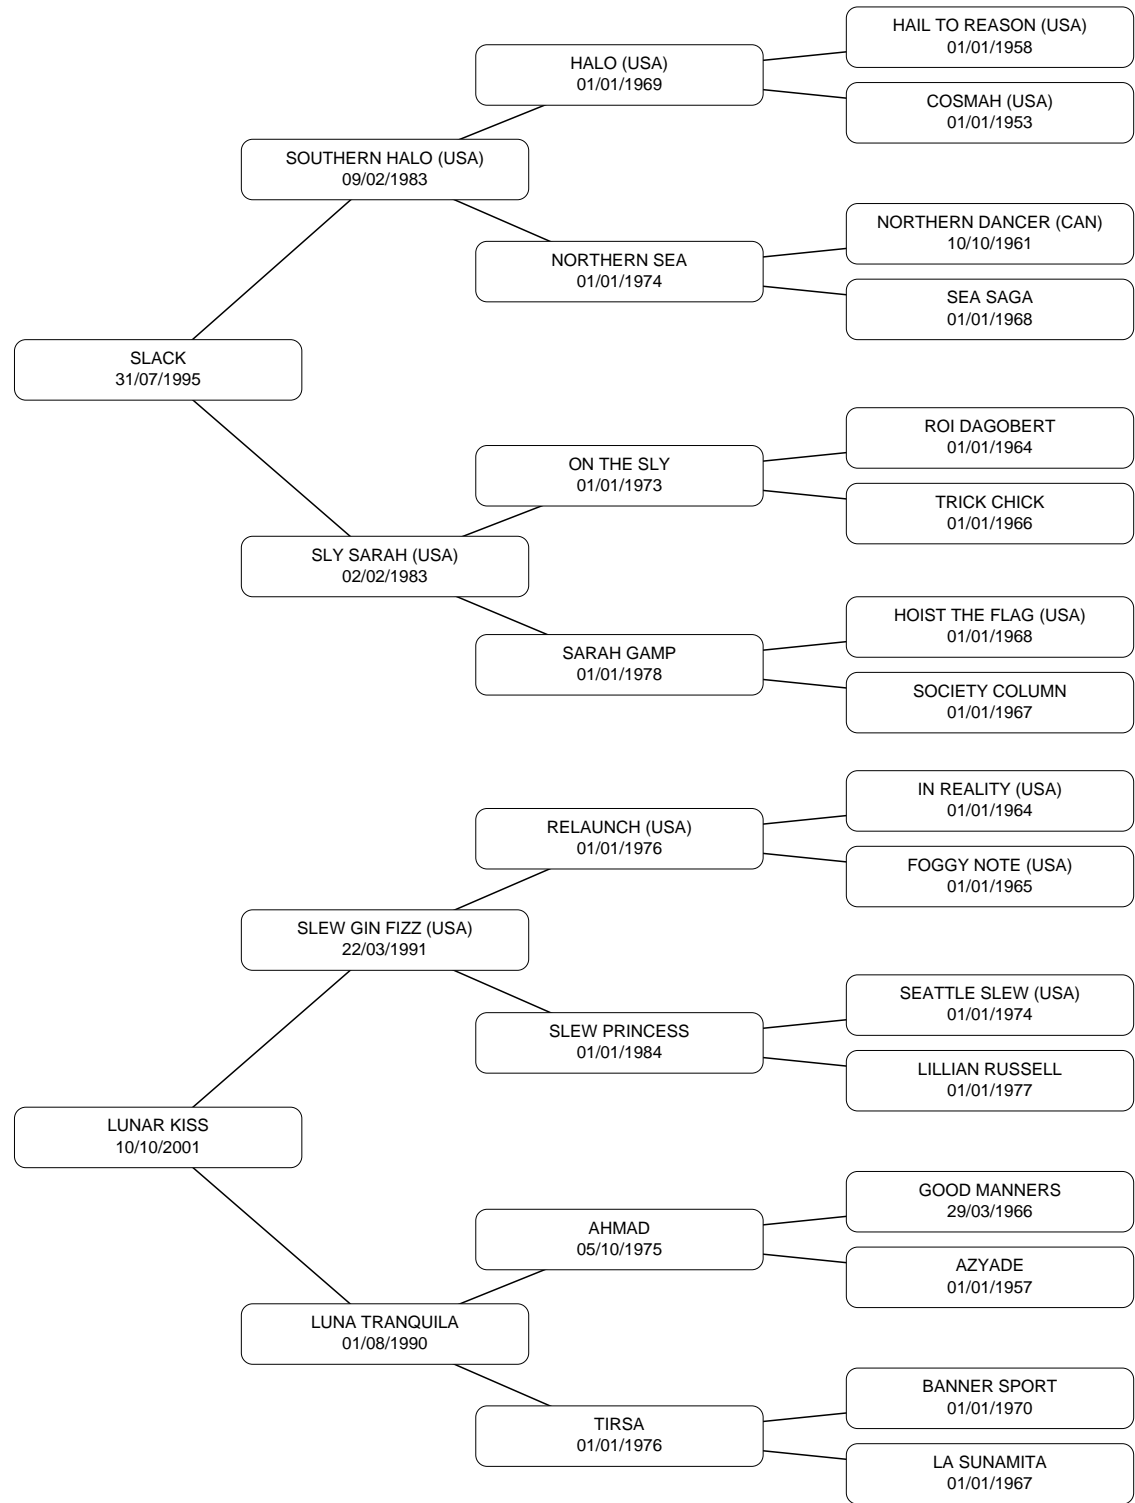 HAIL TO REASON (USA)
01/01/1958
HALO (USA)
01/01/1969
COSMAH (USA)
01/01/1953
SOUTHERN HALO (USA)
09/02/1983
NORTHERN DANCER (CAN)
10/10/1961
NORTHERN SEA
01/01/1974
SEA SAGA
01/01/1968
SLACK
31/07/1995
ROI DAGOBERT
01/01/1964
ON THE SLY
01/01/1973
TRICK CHICK
01/01/1966
SLY SARAH (USA)
02/02/1983
HOIST THE FLAG (USA)
01/01/1968
SARAH GAMP
01/01/1978
SOCIETY COLUMN
01/01/1967
IN REALITY (USA)
01/01/1964
RELAUNCH (USA)
01/01/1976
FOGGY NOTE (USA)
01/01/1965
SLEW GIN FIZZ (USA)
22/03/1991
SEATTLE SLEW (USA)
01/01/1974
SLEW PRINCESS
01/01/1984
LILLIAN RUSSELL
01/01/1977
LUNAR KISS
10/10/2001
GOOD MANNERS
29/03/1966
AHMAD
05/10/1975
AZYADE
01/01/1957
LUNA TRANQUILA
01/08/1990
BANNER SPORT
01/01/1970
TIRSA
01/01/1976
LA SUNAMITA
01/01/1967